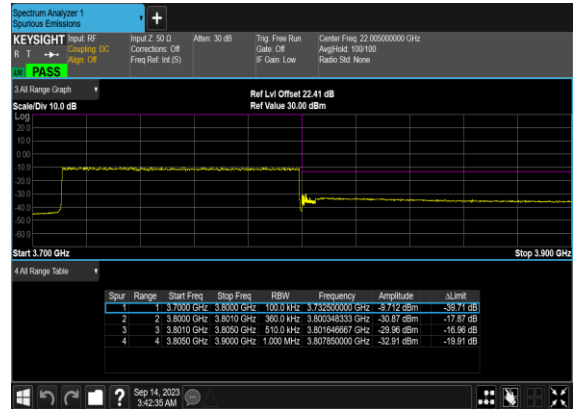 Spectrum Analyzer 1
Spurious Emissions
KEYSIGHT Input: RF Input Z: 50 Ω Atten: 30 dB Trig: Free Run Center Freq: 22.005000000 GHz
R T Coupling: DC Corrections: Off Gate: Off Avg|Hold: 100/100
Align: Off Freq Ref: Int (S) IF Gain: Low Radio Std: None
LW PASS
3 All Range Graph
Ref Lvl Offset 22.41 dB
Scale/Div 10.0 dB Ref Value 30.00 dBm
Log
20.0
10.0
0.00
-10.0
-20.0
-30.0
-40.0
-50.0
-60.0
Start 3.700 GHz Stop 3.900 GHz
4 All Range Table
Spur Range Start Freq Stop Freq RBW Frequency Amplitude ΔLimit
1 1 3.7000 GHz 3.8000 GHz 100.0 kHz 3.732500000 GHz -9.712 dBm -39.71 dB
2 2 3.8000 GHz 3.8010 GHz 360.0 kHz 3.800348333 GHz -30.87 dBm -17.87 dB
3 3 3.8010 GHz 3.8050 GHz 510.0 kHz 3.801646667 GHz -29.96 dBm -16.96 dB
4 4 3.8050 GHz 3.9000 GHz 1.000 MHz 3.807850000 GHz -32.91 dBm -19.91 dB
? Sep 14, 2023
3:42:35 AM